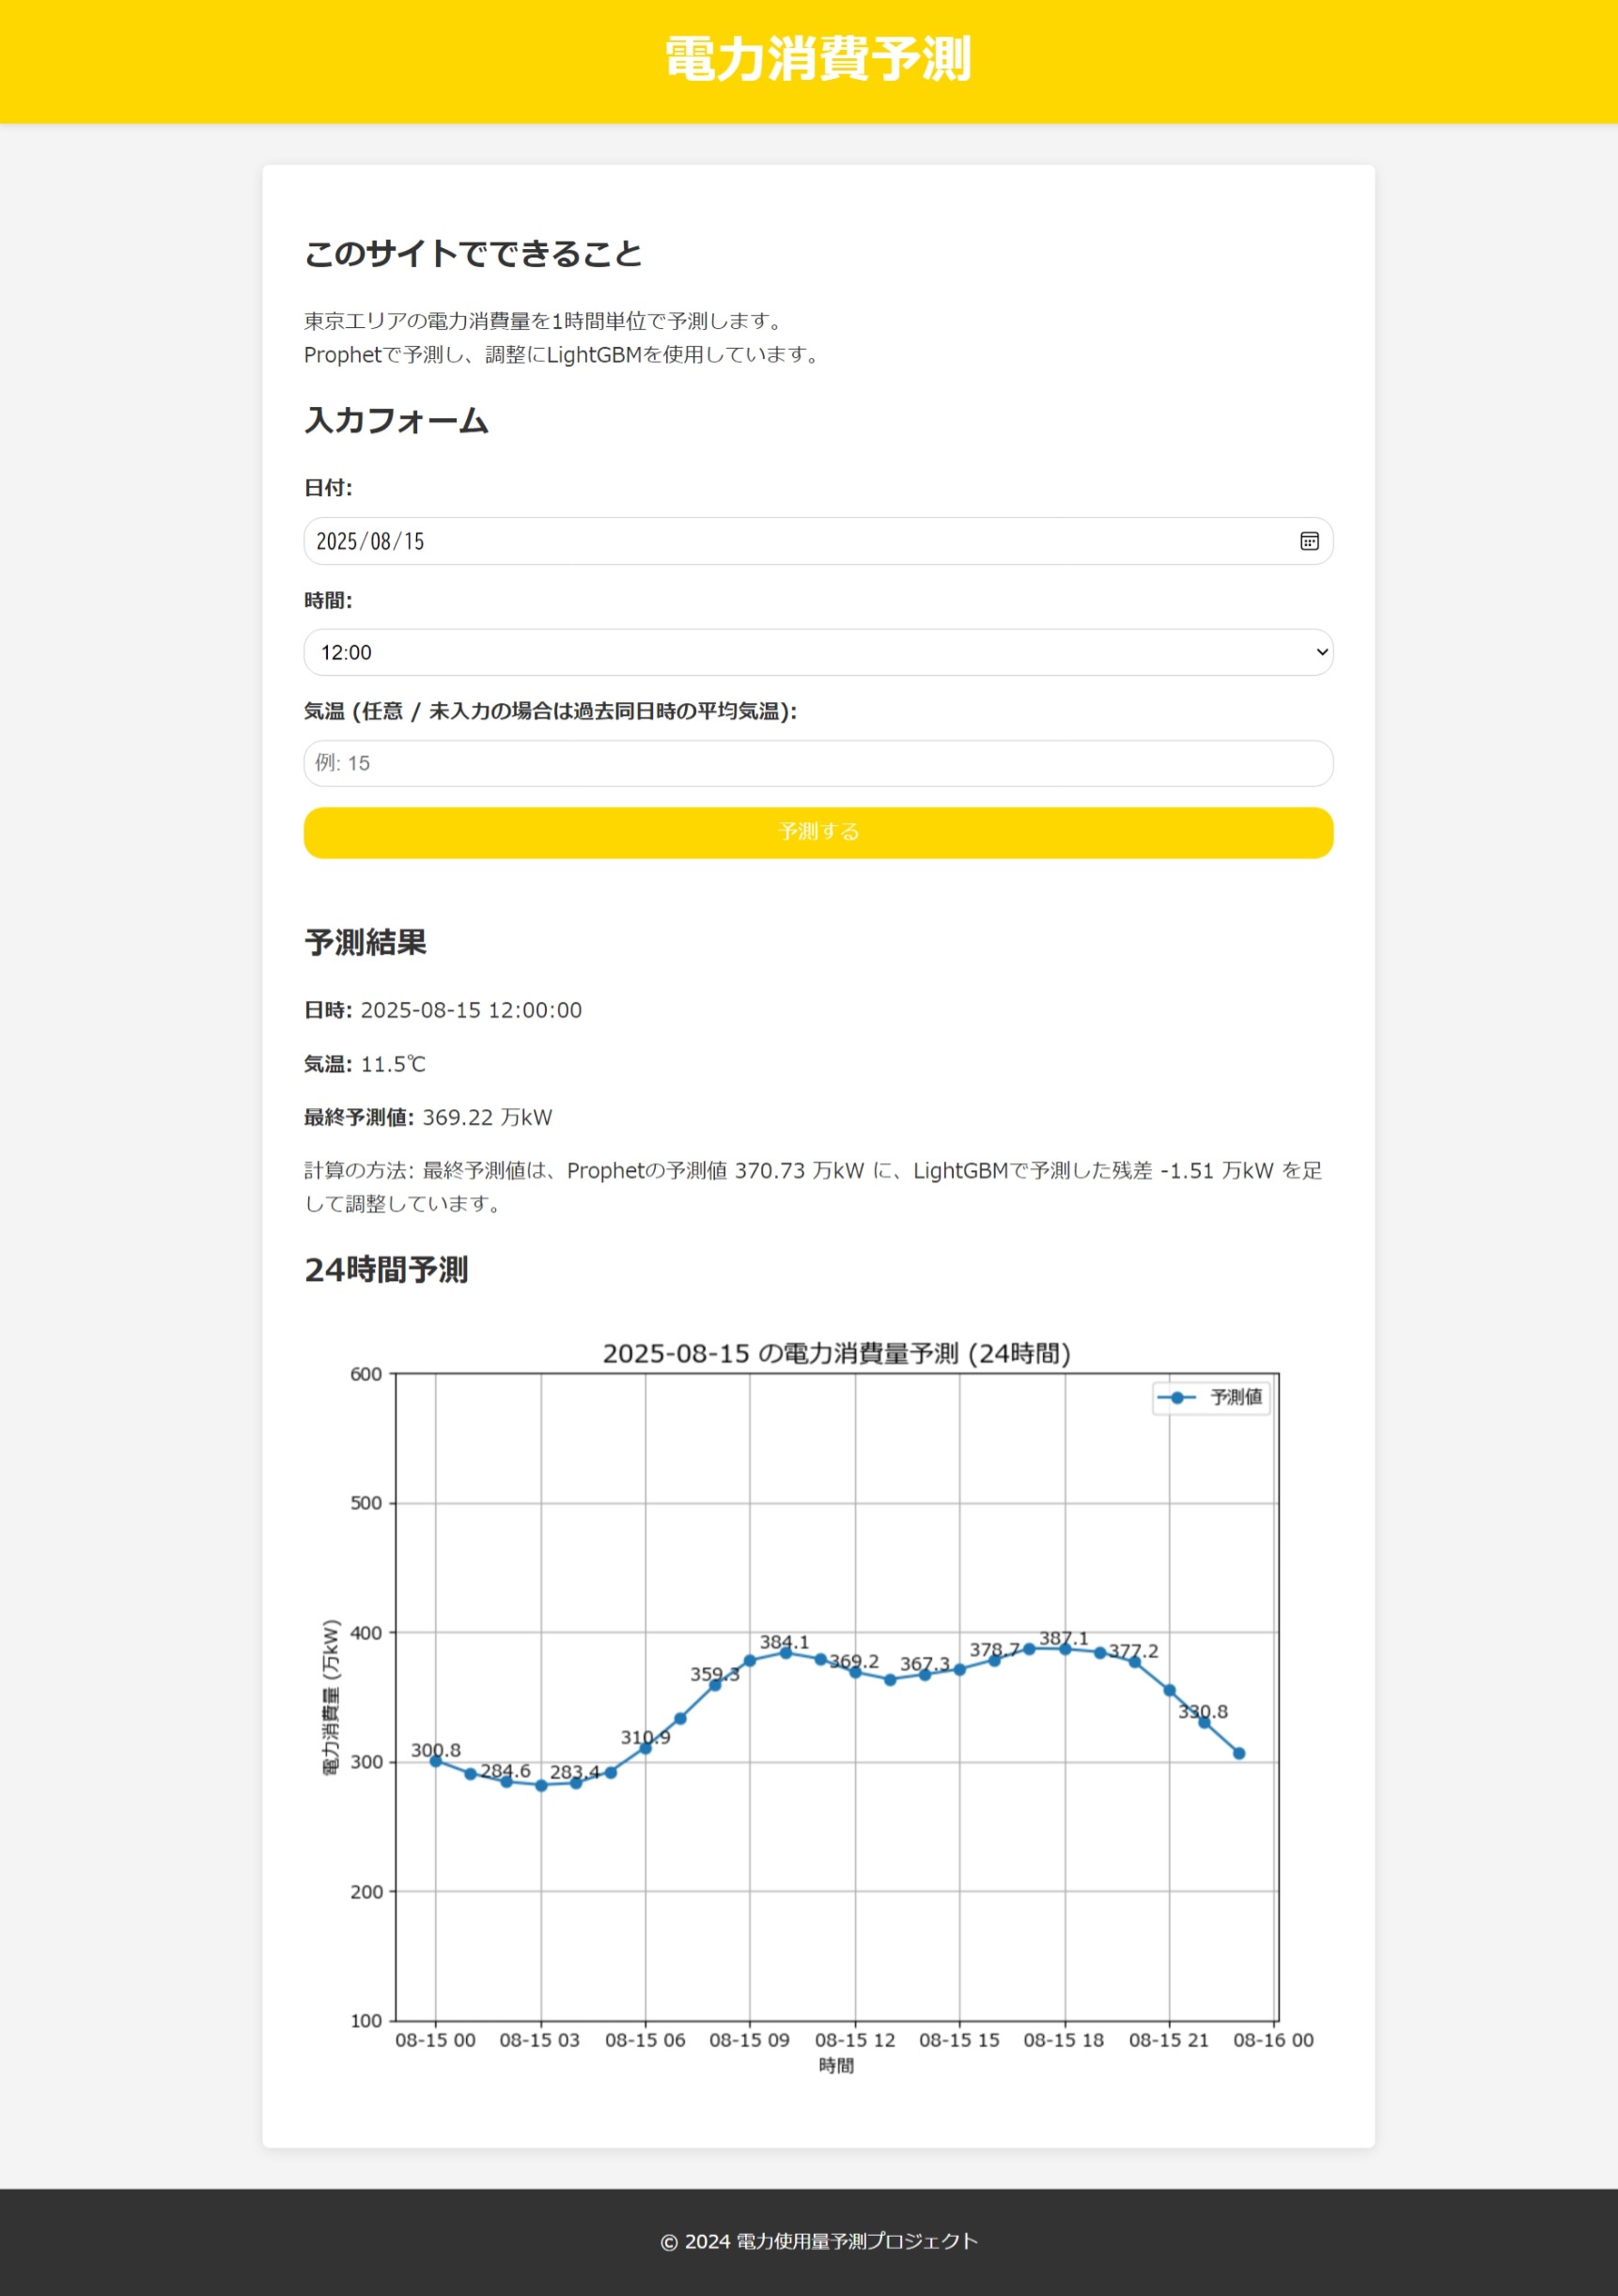 電力消費予測
このサイトでできること
東京エリアの電力消費量を1時間単位で予測します。
Prophetで予測し、調整にLightGBMを使用しています。
入力フォーム
日付:
2025/08/15
時間:
12:00
気温 (任意 / 未入力の場合は過去同日時の平均気温):
例: 15
予測する
予測結果
日時: 2025-08-15 12:00:00
気温: 11.5℃
最終予測値: 369.22 万kW
計算の方法: 最終予測値は、Prophetの予測値 370.73 万kW に、LightGBMで予測した残差 -1.51 万kW を足
して調整しています。
24時間予測
2025-08-15 の電力消費量予測 (24時間)
予測値
電力消費量 (万kW)
600
500
400
300
200
100
300.8
284.6
283.4
310.9
359.3
384.1
369.2
367.3
378.7
387.1
377.2
330.8
08-15 00
08-15 03
08-15 06
08-15 09
08-15 12
08-15 15
08-15 18
08-15 21
08-16 00
時間
© 2024 電力使用量予測プロジェクト